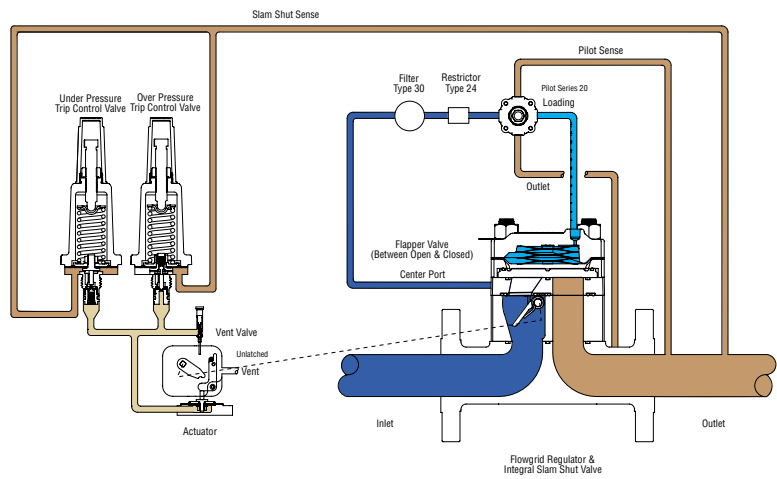 Slam Shut Sense
Pilot Sense
Under Pressure
Trip Control Valve
Over Pressure
Trip Control Valve
Filter
Type 30
Restrictor
Type 24
Pilot Series 20
Loading
Outlet
Flapper Valve
(Between Open & Closed)
Center Port
Vent Valve
Unlatched
Vent
Actuator
Inlet
Outlet
Flowgrid Regulator &
Integral Slam Shut Valve